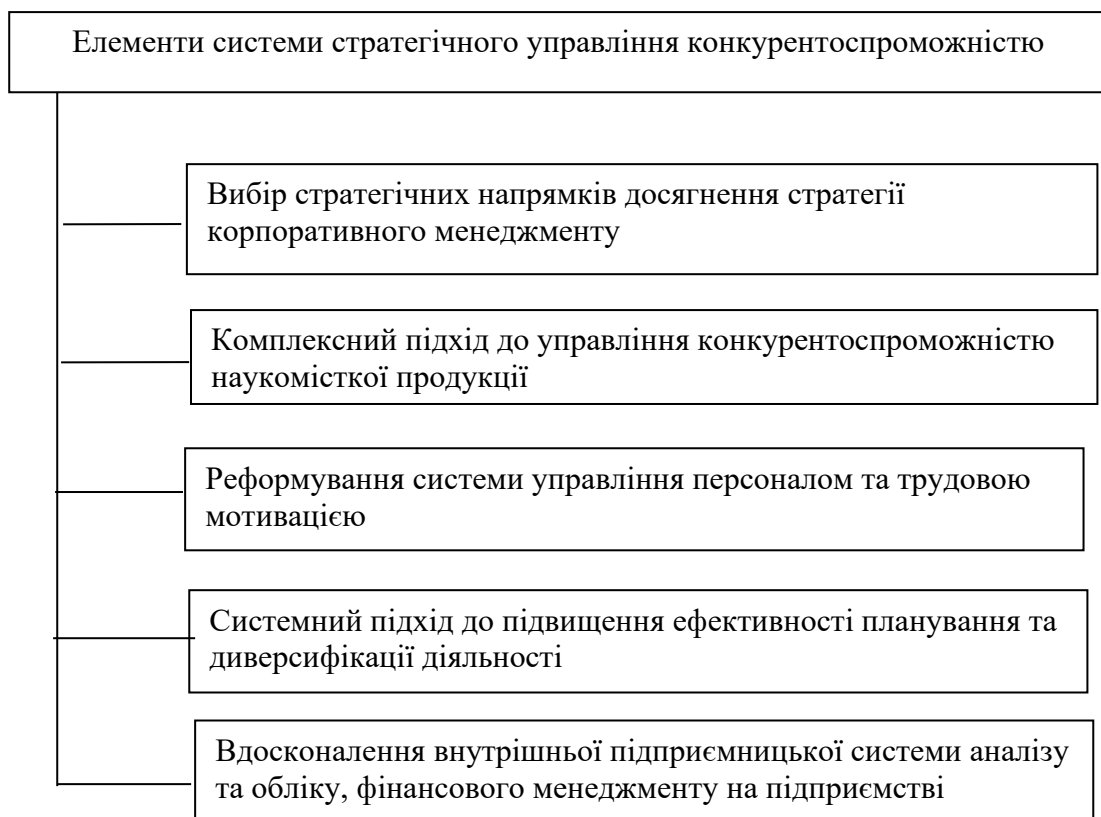 Елементи системи стратегічного управління конкурентоспроможністю
Вибір стратегічних напрямків досягнення стратегії
корпоративного менеджменту
Комплексний підхід до управління конкурентоспроможністю
наукомісткої продукції
Реформування системи управління персоналом та трудовою
мотивацією
Системний підхід до підвищення ефективності планування та
диверсифікації діяльності
Вдосконалення внутрішньої підприємницької системи аналізу
та обліку, фінансового менеджменту на підприємстві